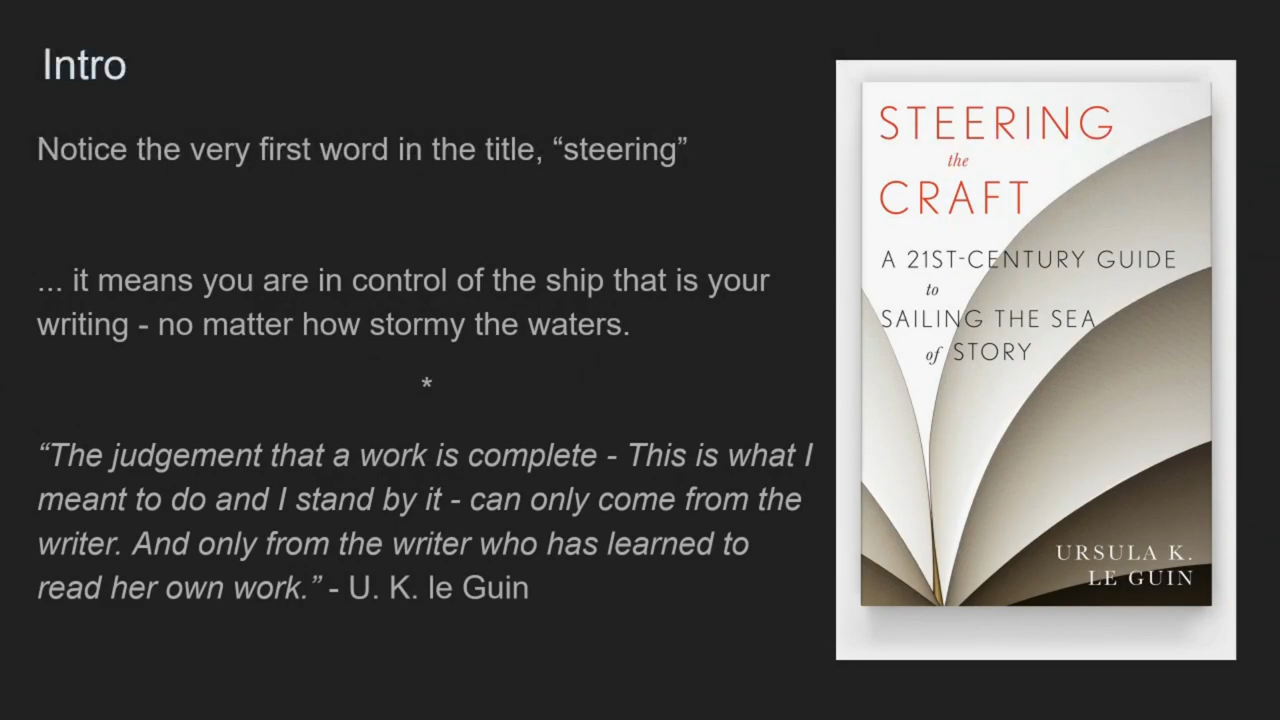 Intro
Notice the very first word in the title, “steering”
... it means you are in control of the ship that is your
writing - no matter how stormy the waters.
*
“The judgement that a work is complete - This is what I
meant to do and I stand by it - can only come from the
writer. And only from the writer who has learned to
read her own work.” - U. K. le Guin
STEERING
the
CRAFT
A 21ST-CENTURY GUIDE
to
SAILING THE SEA
of STORY
URSULA K.
LE GUIN